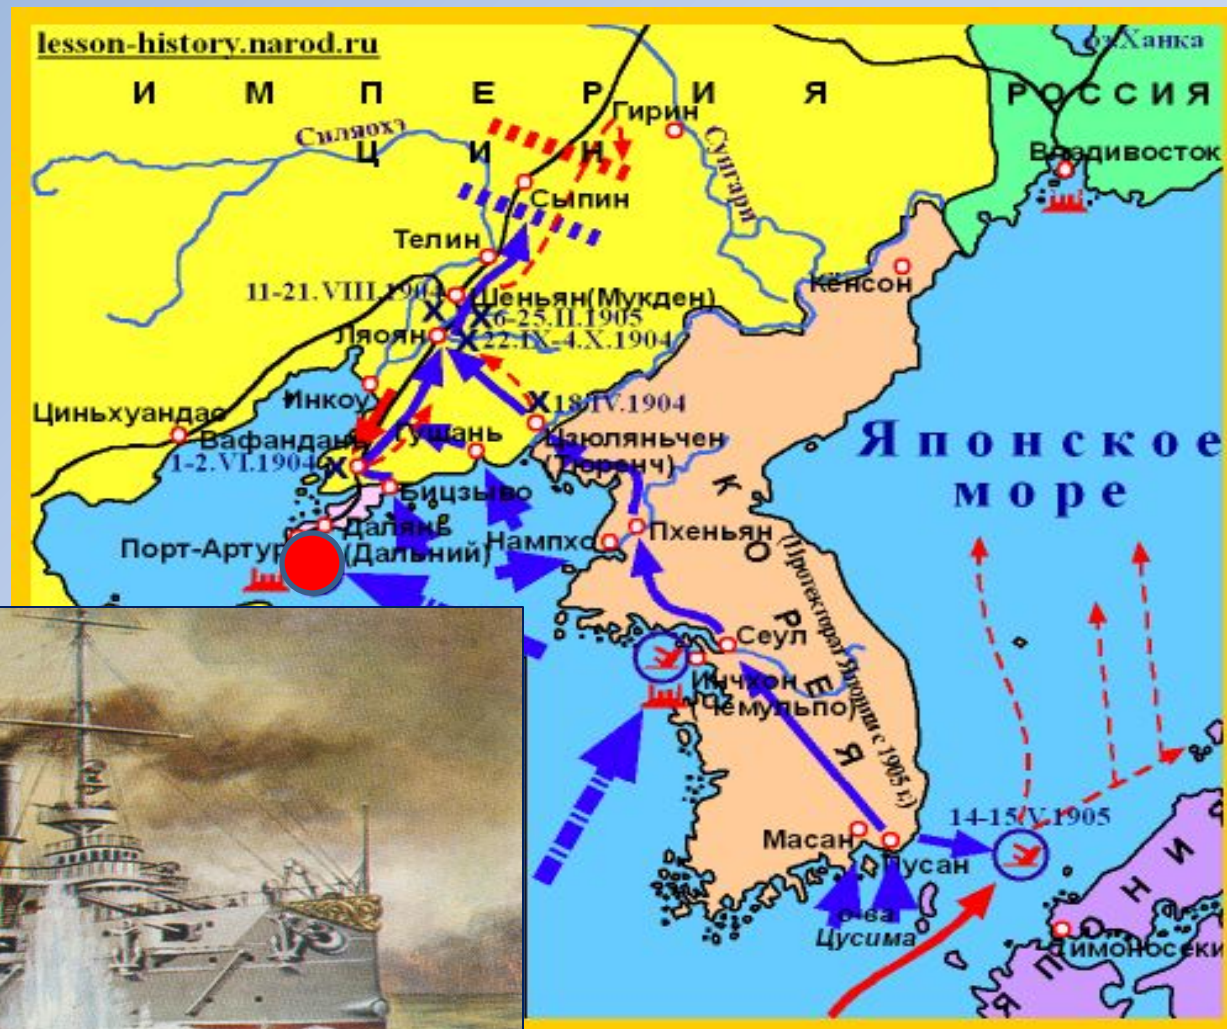 lesson-history.narod.ru
оз.Ханка
ИМПЕРИЯ
РОССИЯ
Гирин
Силяохэ
ЦИН
Сунгари
Владивосток
Сыпин
Телин
Кёнсон
11-21.VIII.1904
Шеньян(Мукден)
6-25.II.1905
Ляоян
22.IX-4.X.1904
Инкоу
18.IV.1904
Циньхуандао
Вафандань
Гушань
Цзюляньчен
(Тюренч)
Японское
море
1-2.VI.1904
Бицзыво
Далянь
(Дальний)
Порт-Артур
Нампхо
Пхеньян
КОРЕЯ
(Протекторат Японии с 1905 г.)
Сеул
Инчхон
(Чемульпо)
14-15.V.1905
Масан
Пусан
о-ва
Цусима
ЯПОНИ
Симоносеки